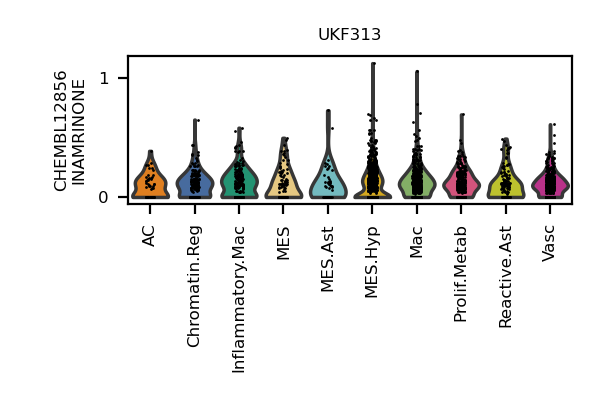 UKF313
CHEMBL12856
INAMRINONE
1
0
AC
Chromatin.Reg
Inflammatory.Mac
MES
MES.Ast
MES.Hyp
Mac
Prolif.Metab
Reactive.Ast
Vasc